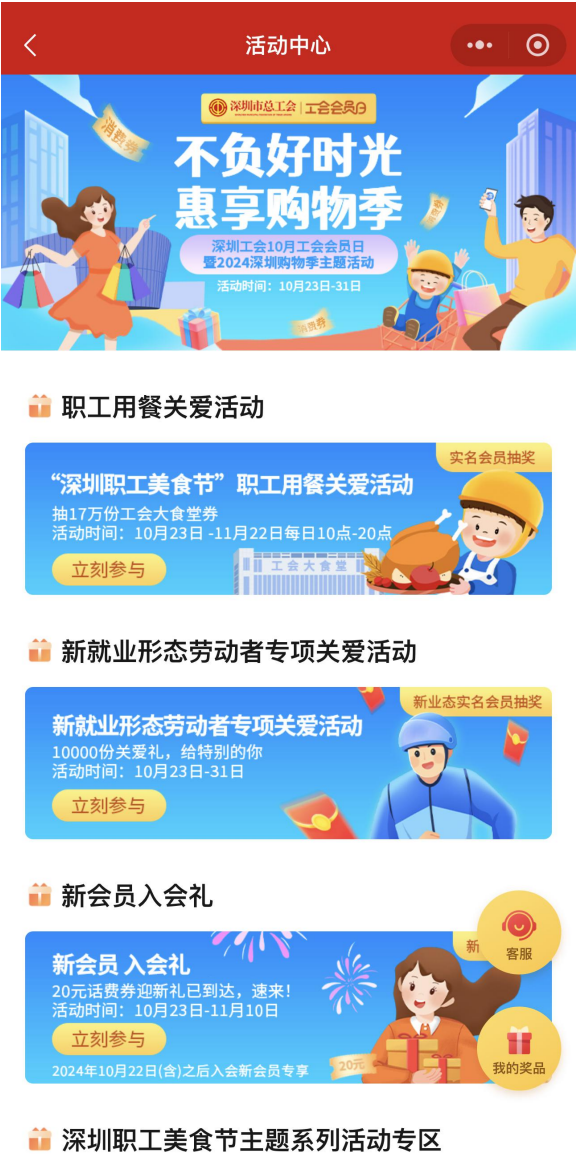 活动中心
深圳市总工会 工会会员日
消费券
不负好时光
惠享购物季
深圳工会10月工会会员日
暨2024深圳购物季主题活动
活动时间：10月23日-31日
消费券
职工用餐关爱活动
实名会员抽奖
“深圳职工美食节”职工用餐关爱活动
抽17万份工会大食堂券
活动时间：10月23日 -11月22日每日10点-20点
工会大食堂
立刻参与
新就业形态劳动者专项关爱活动
新业态实名会员抽奖
新就业形态劳动者专项关爱活动
10000份关爱礼，给特别的你
活动时间：10月23日-31日
立刻参与
新会员入会礼
新
客服
新会员 入会礼
20元话费券迎新礼已到达，速来！
活动时间：10月23日-11月10日
立刻参与
20元
我的奖品
2024年10月22日(含)之后入会新会员专享
深圳职工美食节主题系列活动专区